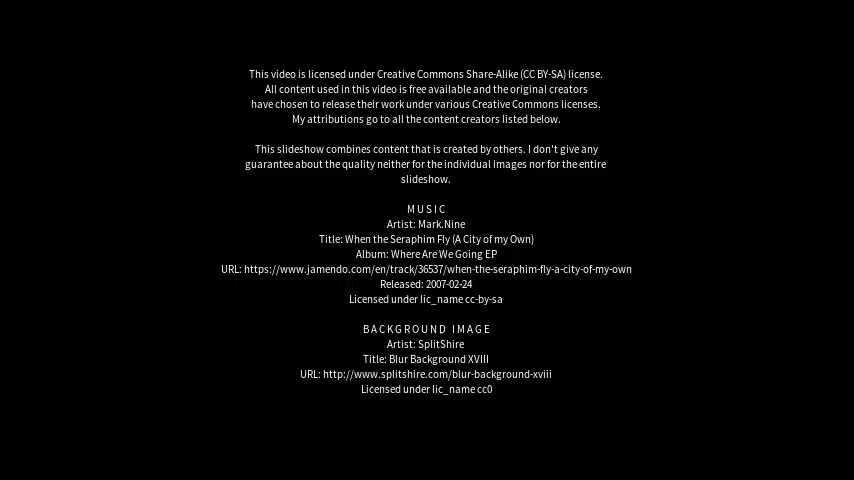 This video is licensed under Creative Commons Share-Alike (CC BY-SA) license.
All content used in this video is free available and the original creators
have chosen to release their work under various Creative Commons licenses.
My attributions go to all the content creators listed below.
This slideshow combines content that is created by others. I don't give any
guarantee about the quality neither for the individual images nor for the entire
slideshow.
MUSIC
Artist: Mark.Nine
Title: When the Seraphim Fly (A City of my Own)
Album: Where Are We Going EP
URL: https://www.jamendo.com/en/track/36537/when-the-seraphim-fly-a-city-of-my-own
Released: 2007-02-24
Licensed under lic_name cc-by-sa
BACKGROUND IMAGE
Artist: SplitShire
Title: Blur Background XVIII
URL: http://www.splitshire.com/blur-background-xviii
Licensed under lic_name cc0